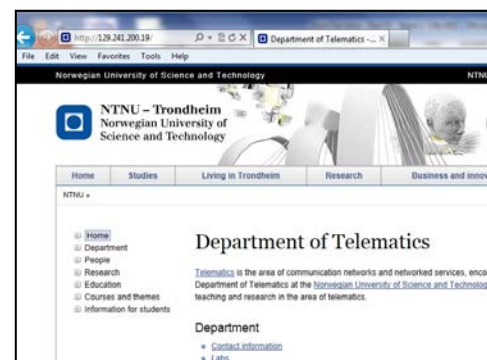 http://129.241.200.19/
Department of Telematics -...
File Edit View Favorites Tools Help
Norwegian University of Science and Technology NTNU
NTNU – Trondheim
Norwegian University of
Science and Technology
Home Studies Living in Trondheim Research Business and innov
NTNU »
Home
Department
People
Research
Education
Courses and themes
Information for students
Department of Telematics
Telematics is the area of communication networks and networked services, enco
Department of Telematics at the Norwegian University of Science and Technolog
teaching and research in the area of telematics.
Department
Contact information
Labs